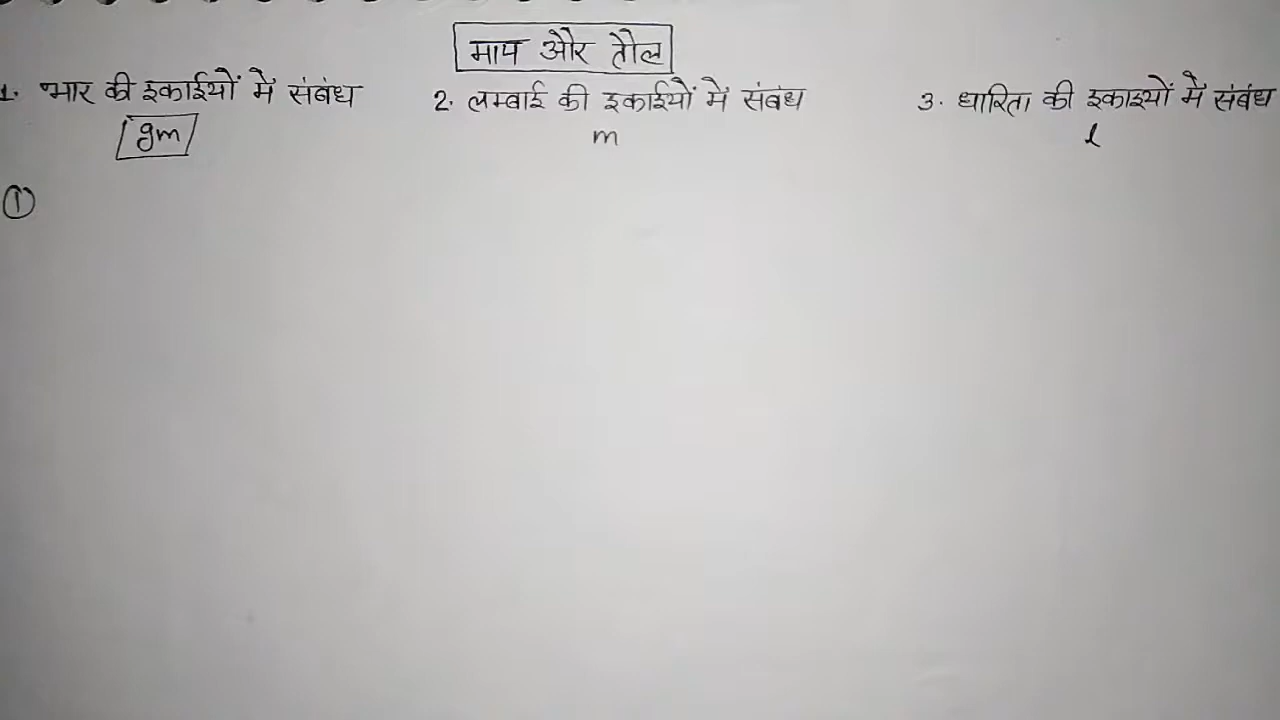 माप और तौल
1. भार की इकाईयों में संबंध
gm
2. लम्बाई की इकाईयों में संबंध
m
3. धारिता की इकाइयों में संबंध
l
①